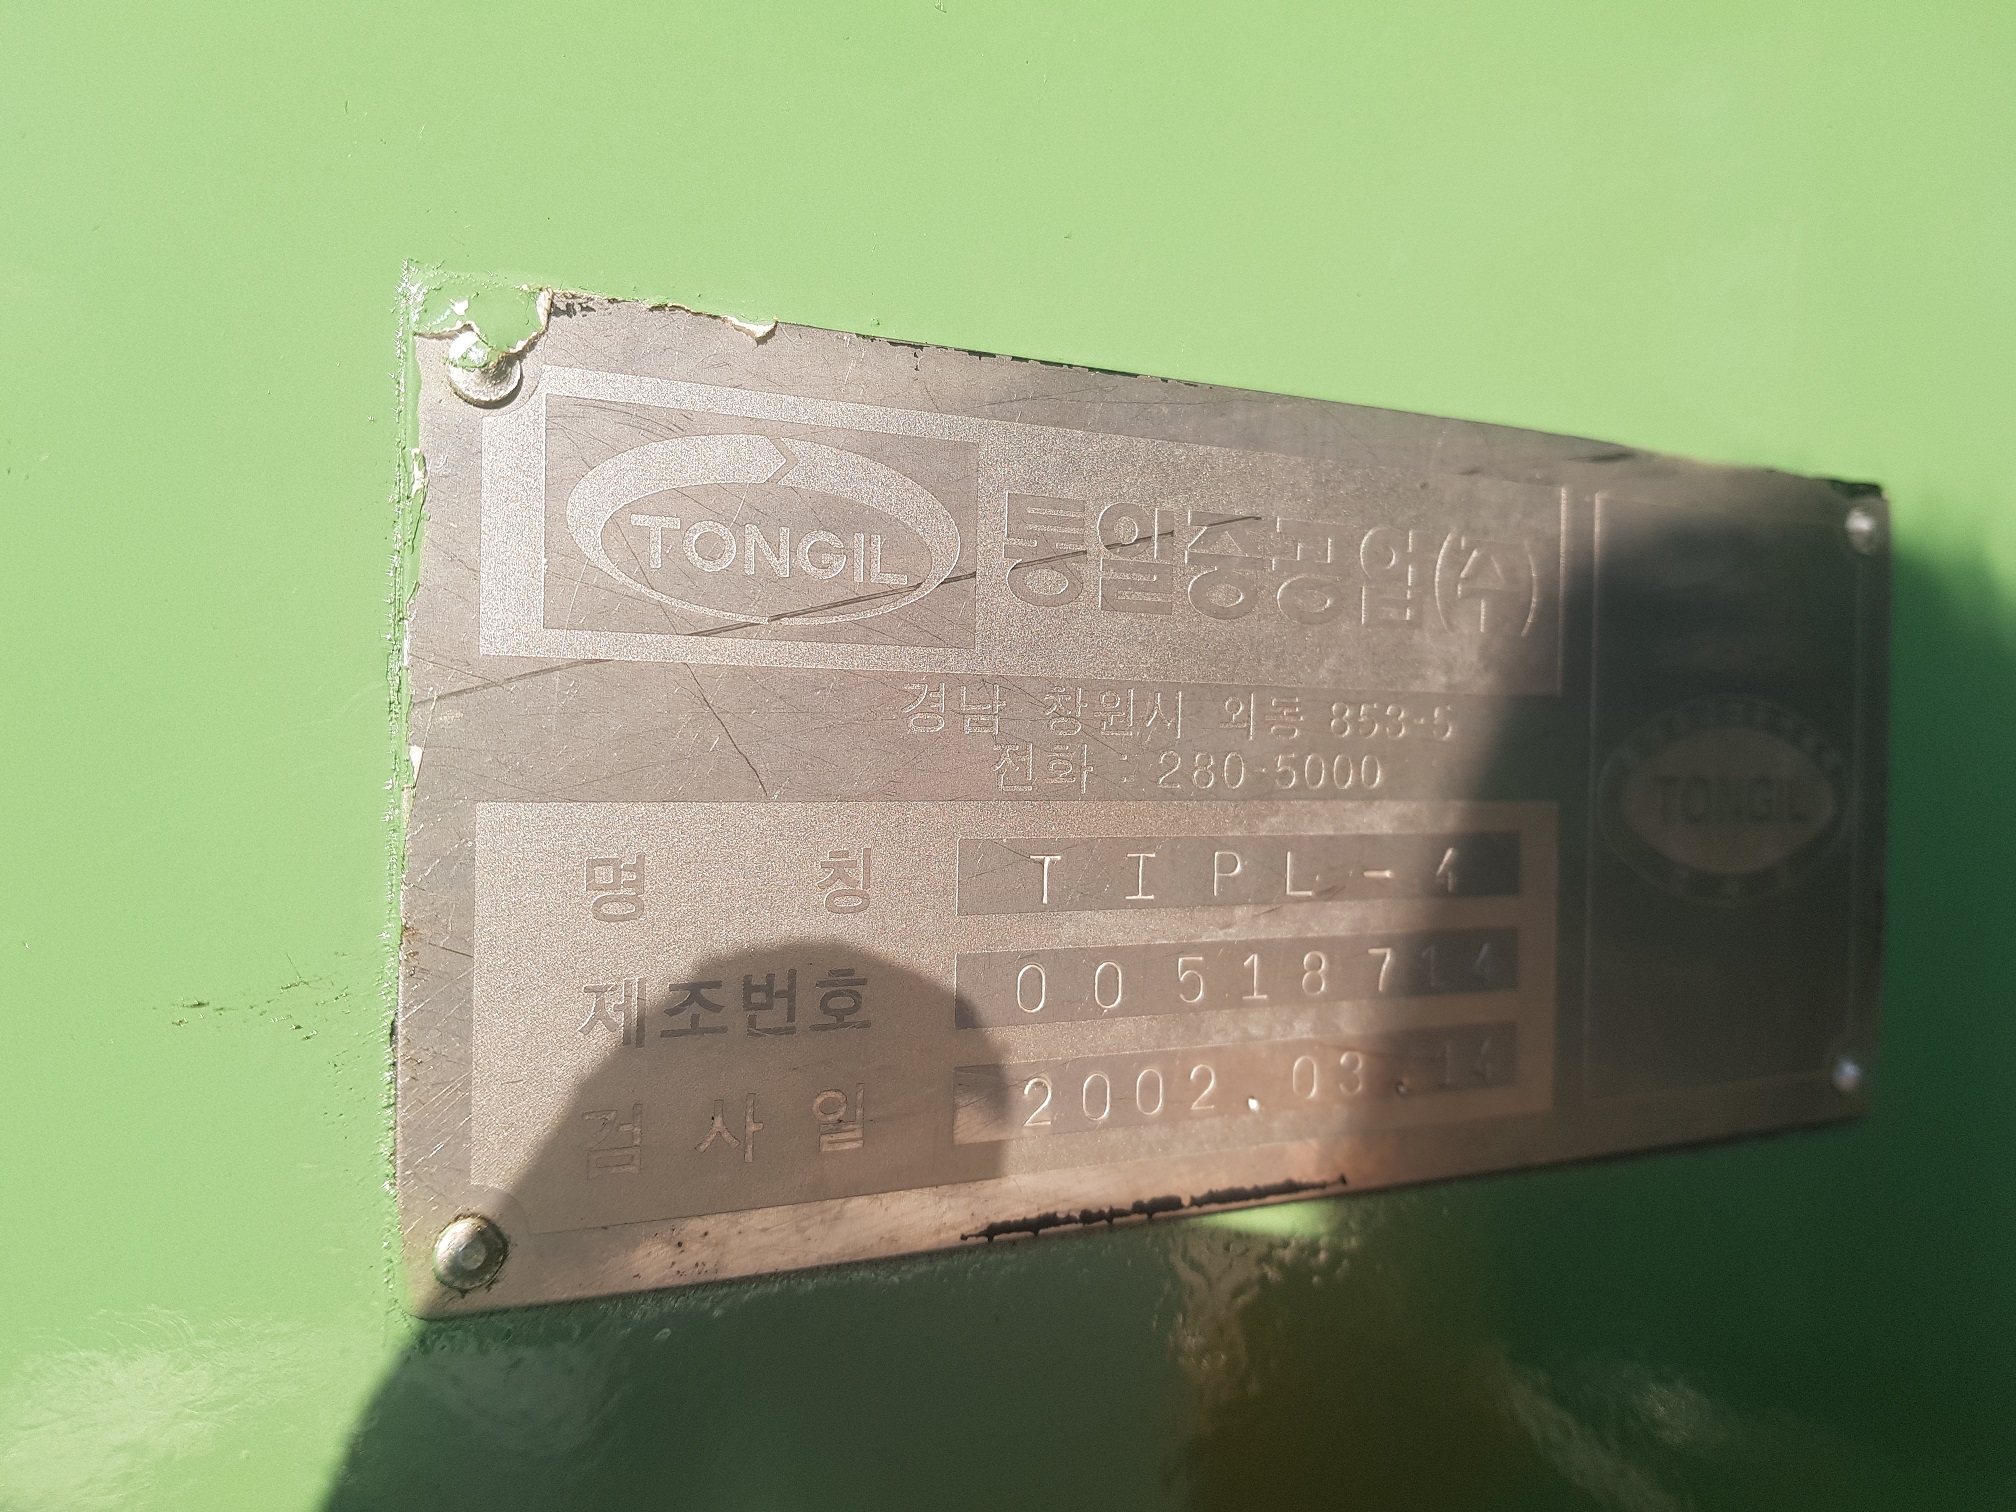 TONGIL 통일중공업(주)
경남 창원시 외동 853-5
전화 : 280-5000
명 칭 TIPL-4
제조번호 00518714
검사일 2002.03.14
TONGIL